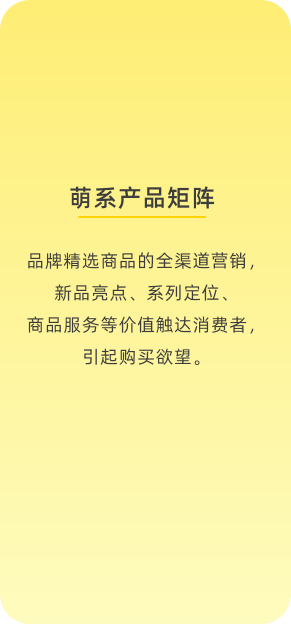 萌系产品矩阵
品牌精选商品的全渠道营销，
新品亮点、系列定位、
商品服务等价值触达消费者，
引起购买欲望。